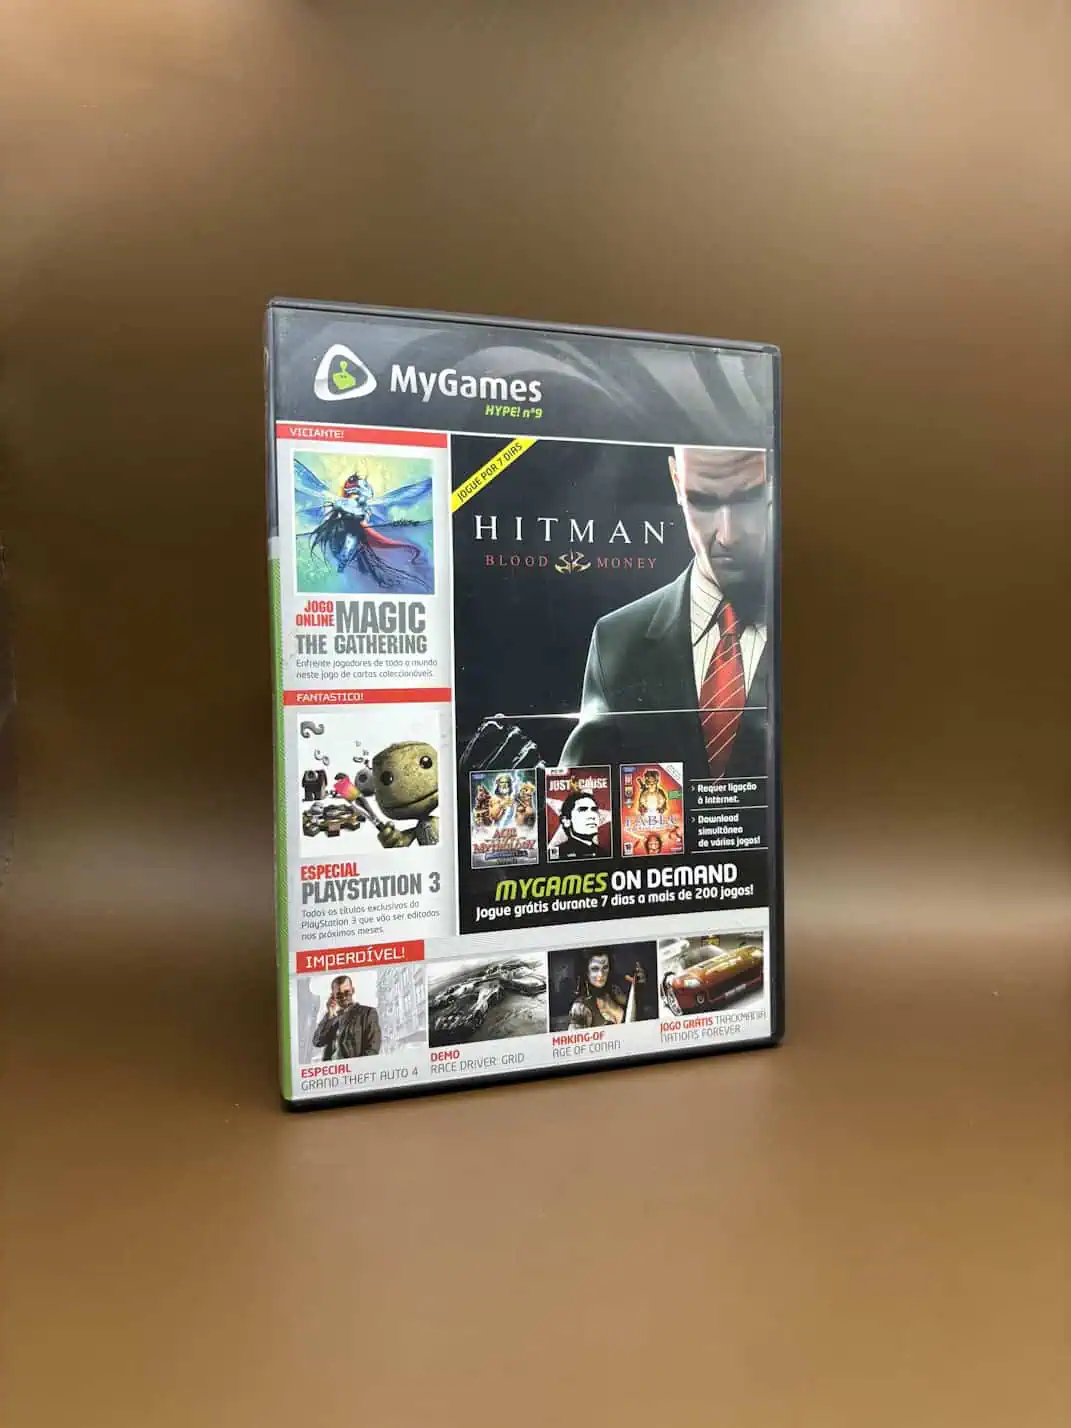 MyGames
HYPE! nº9
VICIANTE!
JOGO
ONLINE MAGIC
THE GATHERING
Enfrente jogadores de todo o mundo
neste jogo de cartas coleccionáveis.
FANTASTICO!
ESPECIAL
PLAYSTATION 3
Todos os títulos exclusivos da
PlayStation 3 que vão ser editados
nos próximos meses.
JOGUE POR 7 DIAS
HITMAN
BLOOD MONEY
AGE
MYTHOLOGY
JUST CAUSE
FABLE
› Requer ligação
à Internet.
› Download
simultâneo
de vários jogos!
MYGAMES ON DEMAND
Jogue grátis durante 7 dias a mais de 200 jogos!
IMPERDÍVEL!
ESPECIAL
GRAND THEFT AUTO 4
DEMO
RACE DRIVER: GRID
MAKING-OF
AGE OF CONAN
JOGO GRÁTIS TRACKMANIA
NATIONS FOREVER